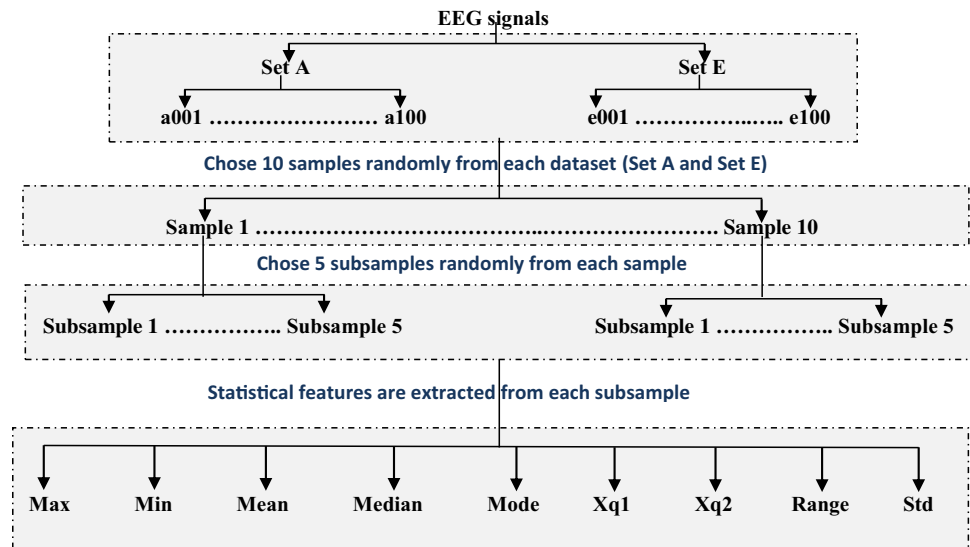 EEG signals
Set A Set E
a001 ........................ a100 e001 ...................... e100
Chose 10 samples randomly from each dataset (Set A and Set E)
Sample 1 .................................................................. Sample 10
Chose 5 subsamples randomly from each sample
Subsample 1 ................. Subsample 5 Subsample 1 ................. Subsample 5
Statistical features are extracted from each subsample
Max Min Mean Median Mode Xq1 Xq2 Range Std